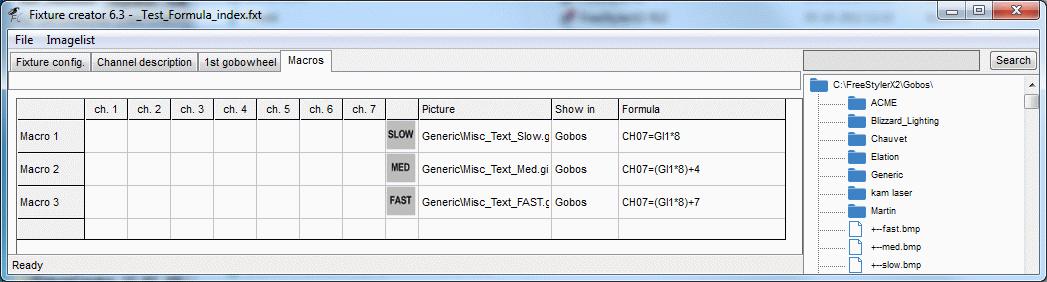 Fixture creator 6.3 - _Test_Formula_index.fxt
File Imagelist
Fixture config. Channel description 1st gobowheel Macros
Search
ch. 1 ch. 2 ch. 3 ch. 4 ch. 5 ch. 6 ch. 7 Picture Show in Formula
Macro 1 SLOW Generic\Misc_Text_Slow.g Gobos CH07=GI1*8
Macro 2 MED Generic\Misc_Text_Med.gi Gobos CH07=(GI1*8)+4
Macro 3 FAST Generic\Misc_Text_FAST.g Gobos CH07=(GI1*8)+7
C:\FreeStylerX2\Gobos\
ACME
Blizzard_Lighting
Chauvet
Elation
Generic
kam laser
Martin
+--fast.bmp
+--med.bmp
+--slow.bmp
Ready